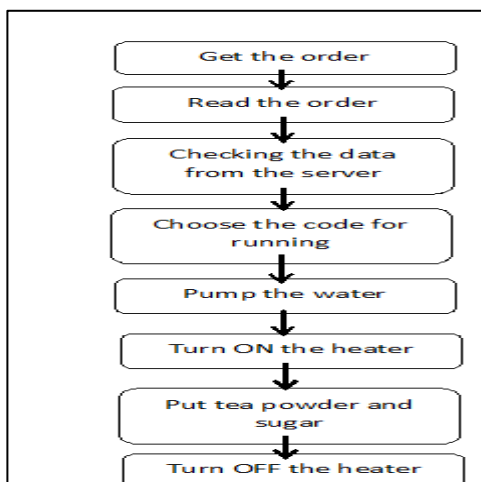 Get the order
Read the order
Checking the data
from the server
Choose the code for
running
Pump the water
Turn ON the heater
Put tea powder and
sugar
Turn OFF the heater